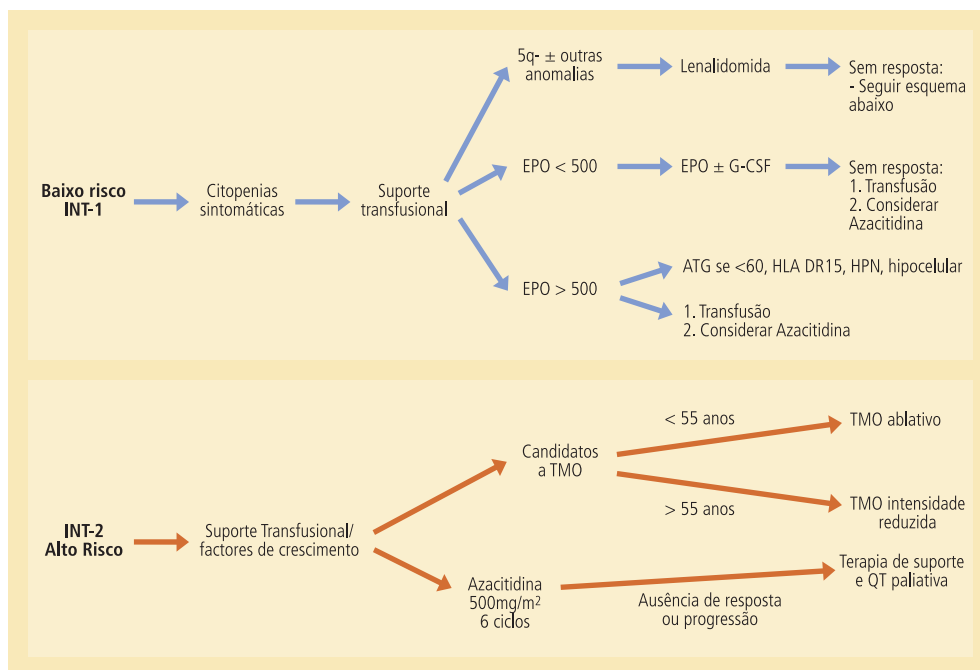 5q- ± outras
anomalias
Lenalidomida
Sem resposta:
- Seguir esquema
abaixo
Baixo risco
INT-1
Citopenias
sintomáticas
Suporte
transfusional
EPO < 500
EPO ± G-CSF
Sem resposta:
1. Transfusão
2. Considerar
Azacitidina
EPO > 500
ATG se <60, HLA DR15, HPN, hipocelular
1. Transfusão
2. Considerar Azacitidina
INT-2
Alto Risco
Suporte Transfusional/
factores de crescimento
Candidatos
a TMO
< 55 anos
TMO ablativo
> 55 anos
TMO intensidade
reduzida
Azacitidina
500mg/m²
6 ciclos
Ausência de resposta
ou progressão
Terapia de suporte
e QT paliativa